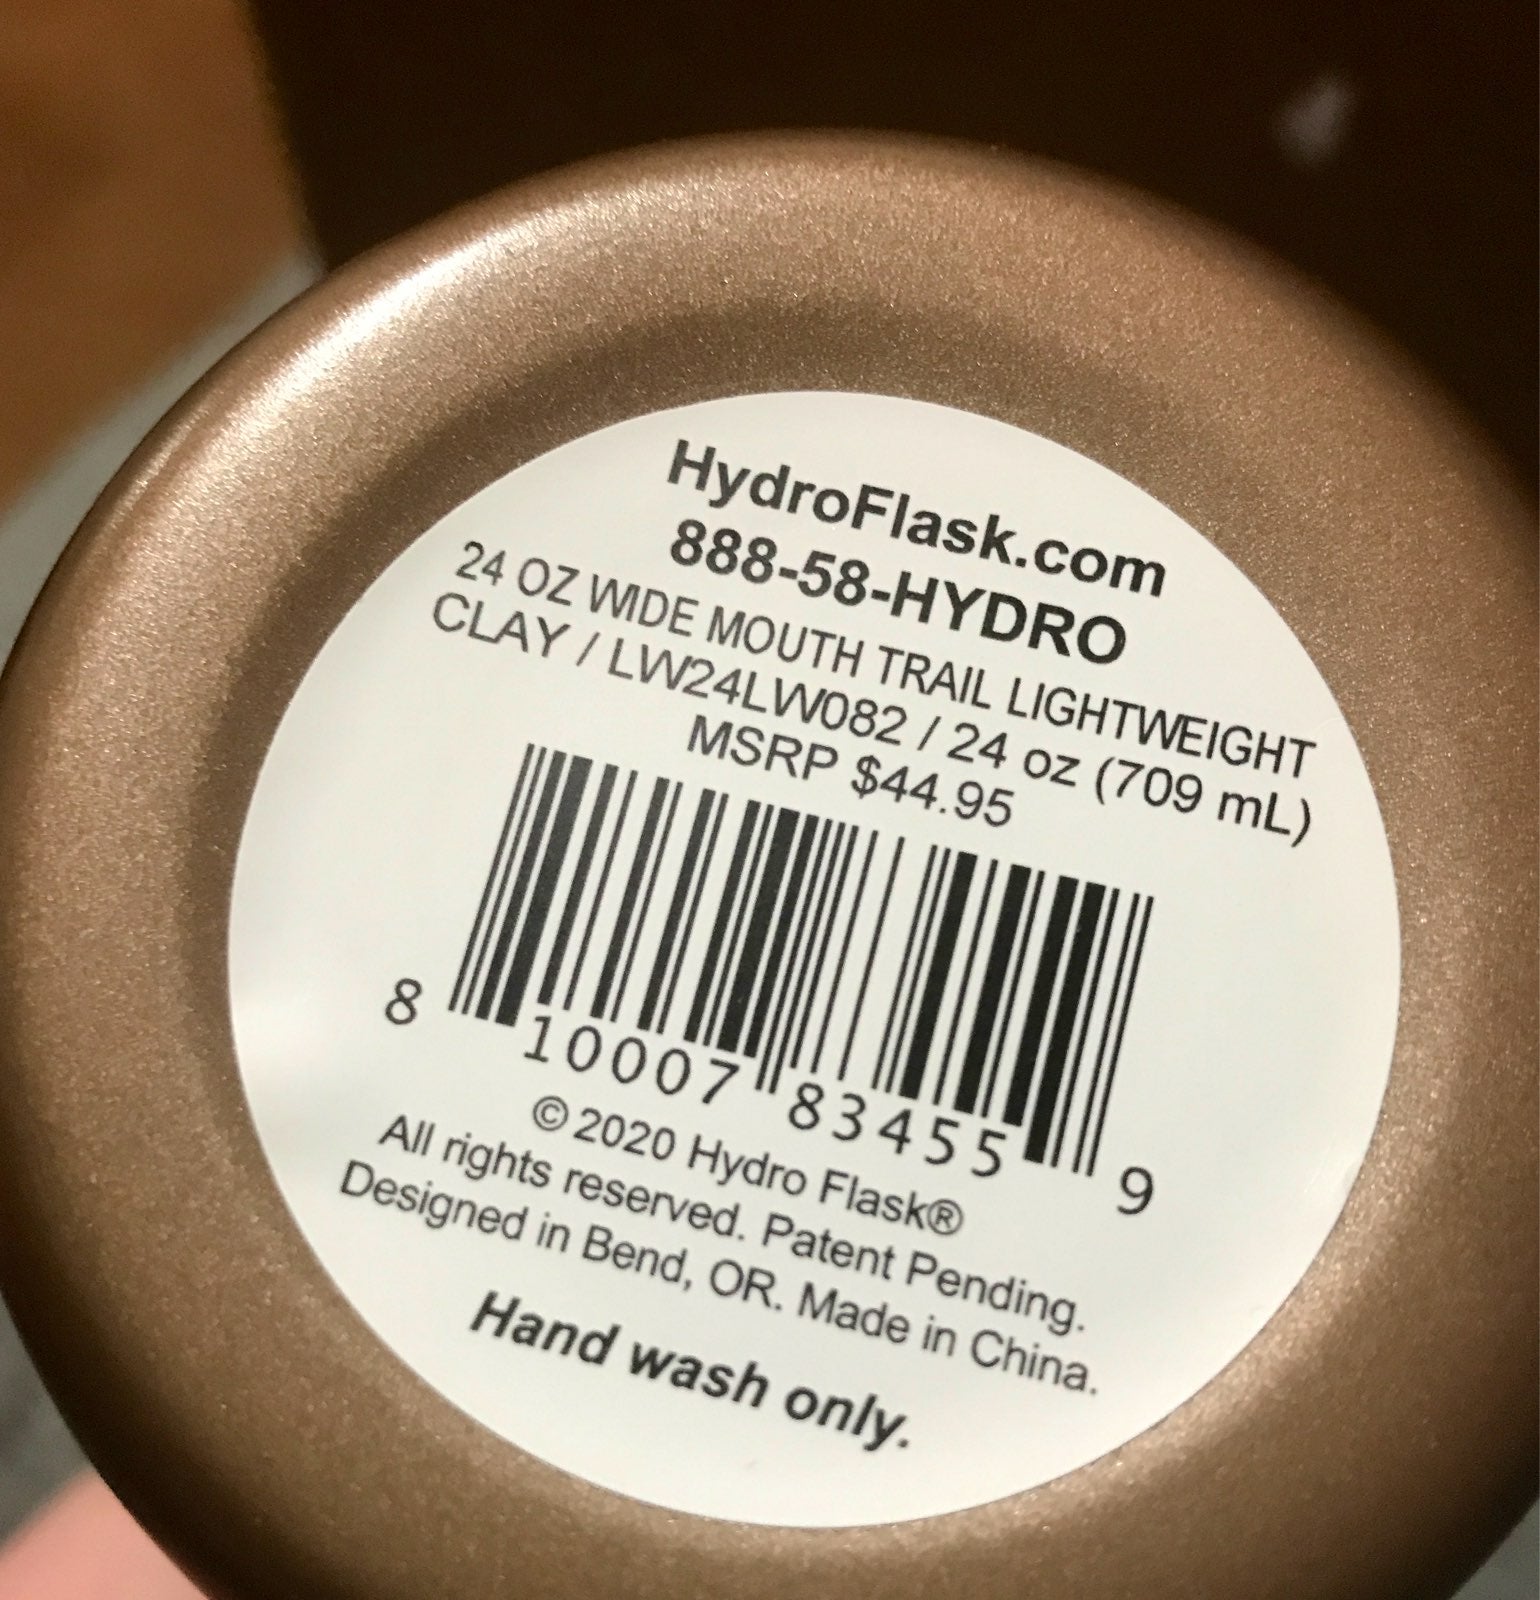 HydroFlask.com
888-58-HYDRO
24 OZ WIDE MOUTH TRAIL LIGHTWEIGHT
CLAY / LW24LW082 / 24 oz (709 mL)
MSRP $44.95
8 10007 83455 9
© 2020 Hydro Flask®
All rights reserved. Patent Pending.
Designed in Bend, OR. Made in China.
Hand wash only.